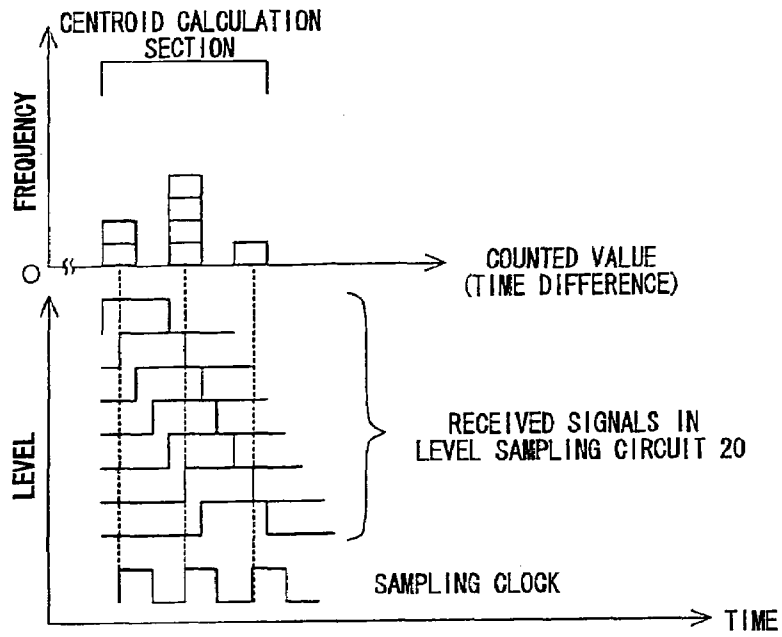 CENTROID CALCULATION
SECTION
FREQUENCY
O
COUNTED VALUE
(TIME DIFFERENCE)
LEVEL
RECEIVED SIGNALS IN
LEVEL SAMPLING CIRCUIT 20
SAMPLING CLOCK
TIME